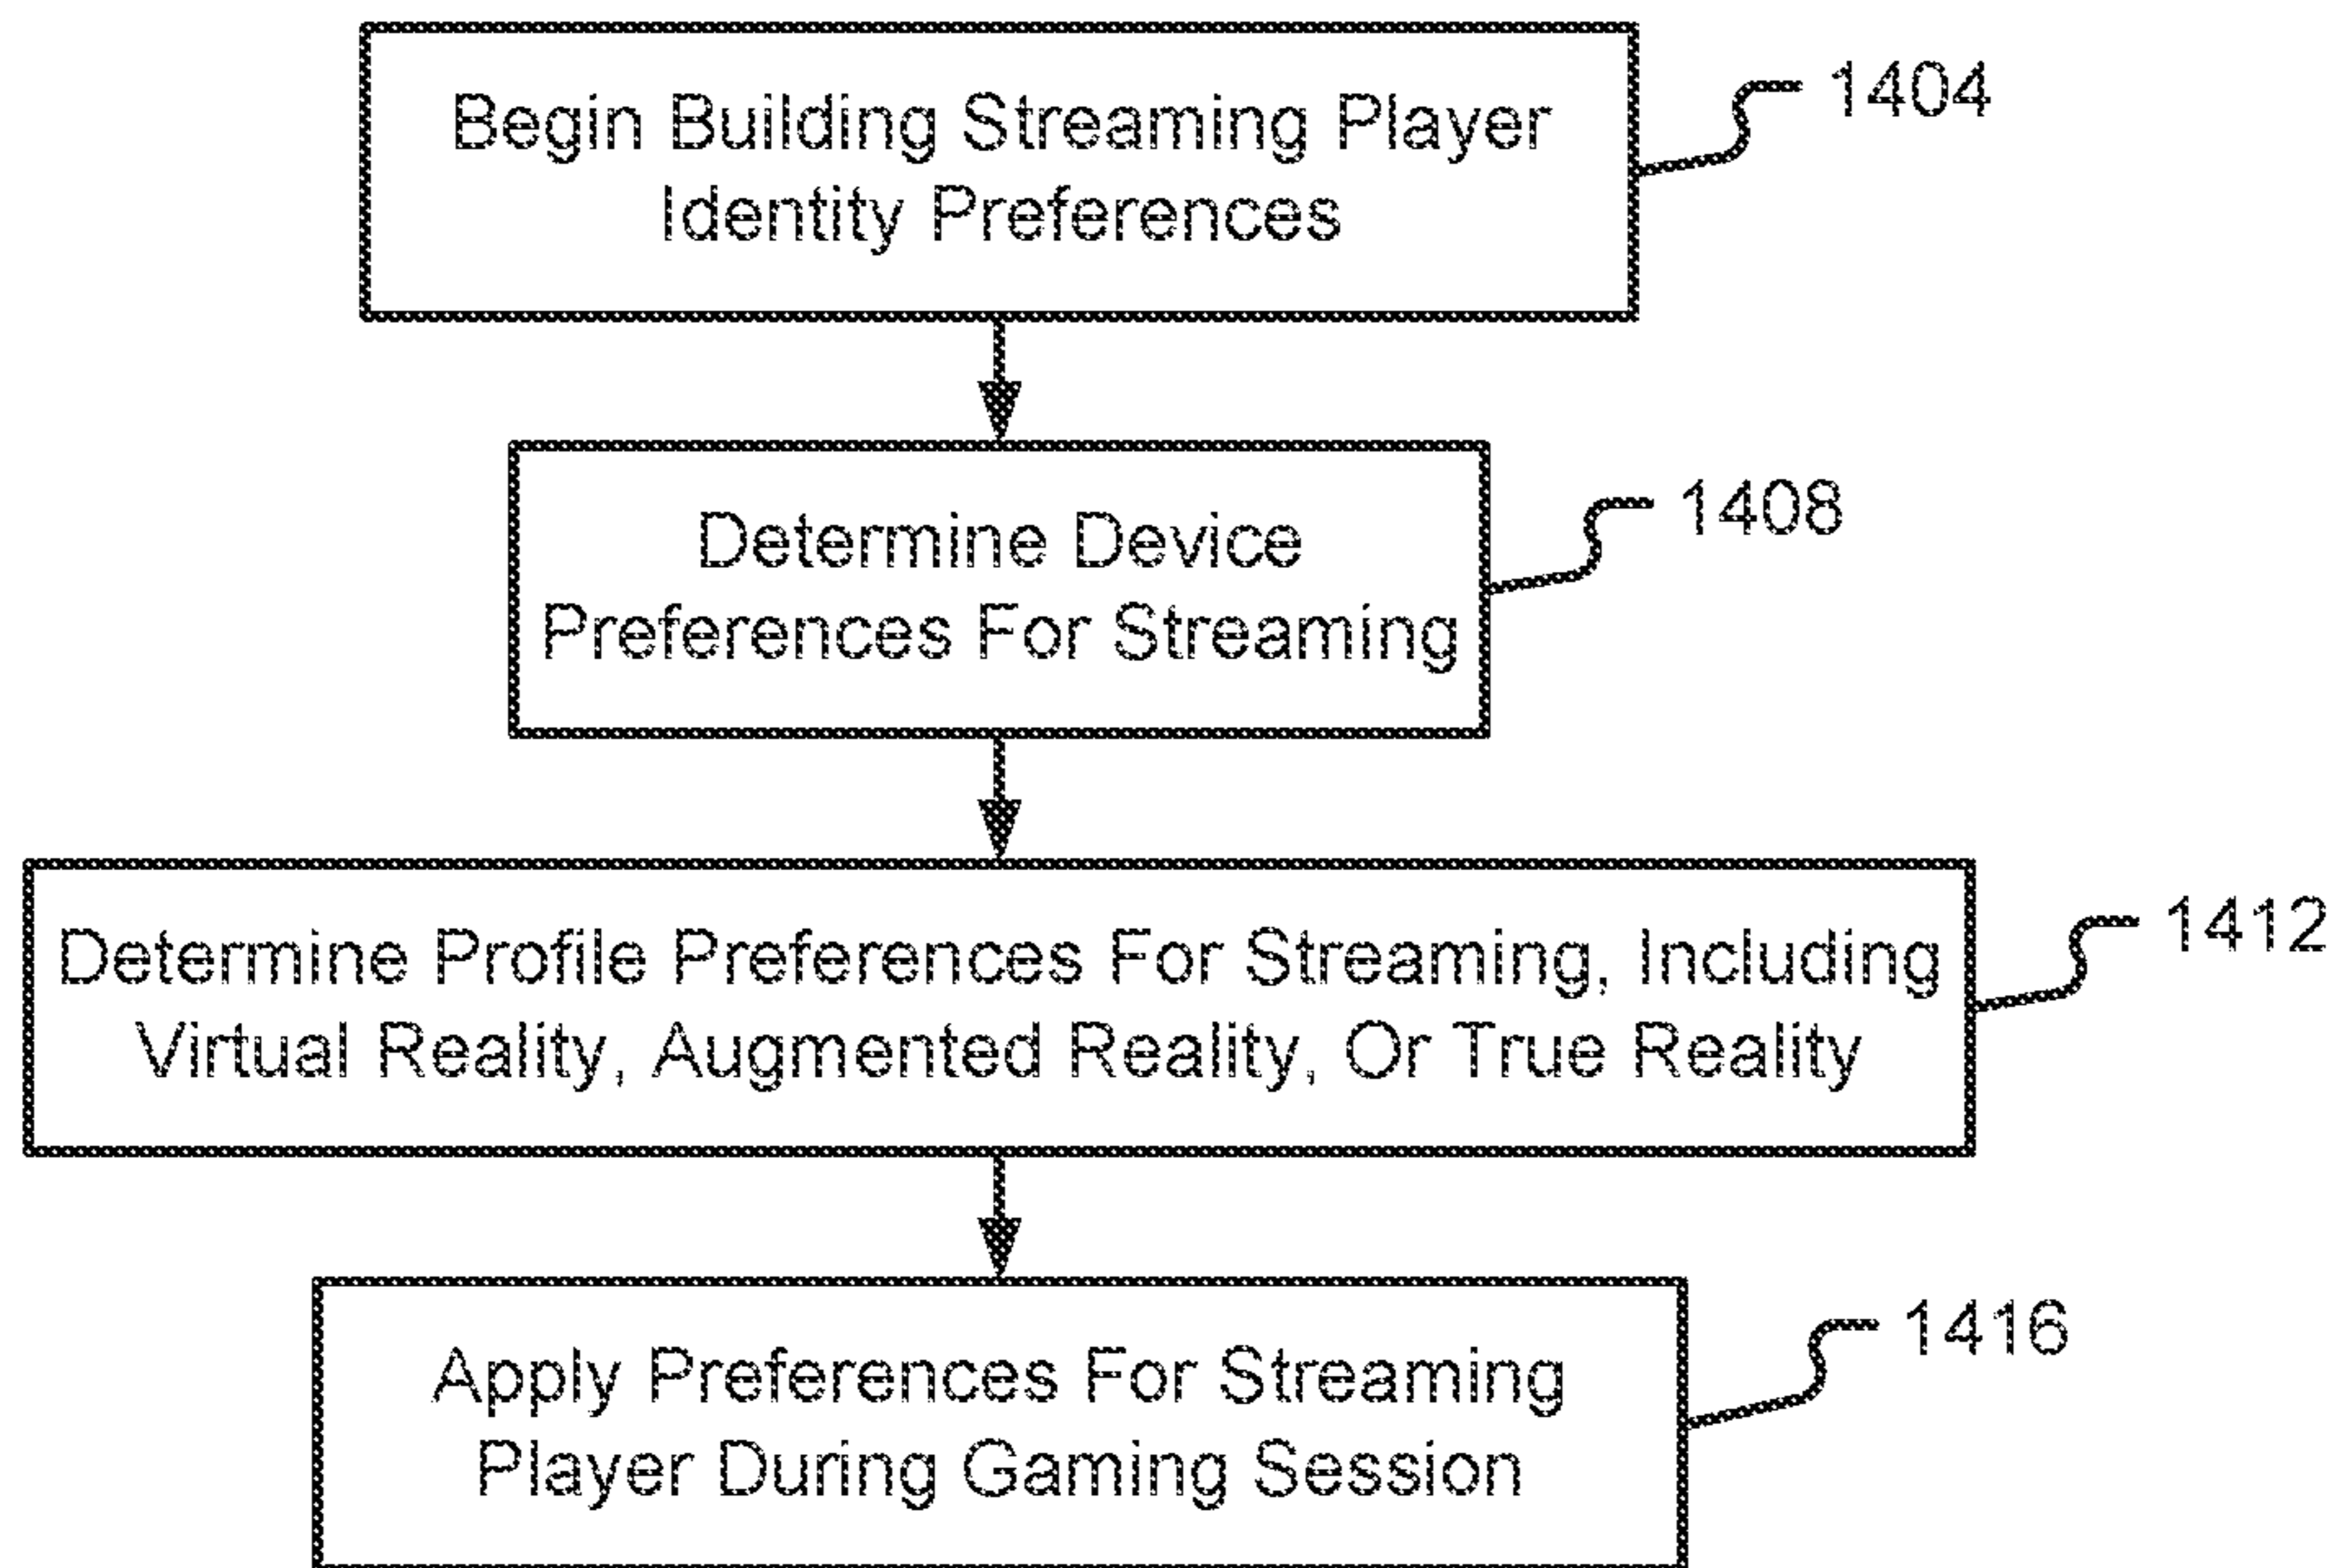 Begin Building Streaming Player
Identity Preferences
1404
Determine Device
Preferences For Streaming
1408
Determine Profile Preferences For Streaming, Including
Virtual Reality, Augmented Reality, Or True Reality
1412
Apply Preferences For Streaming
Player During Gaming Session
1416